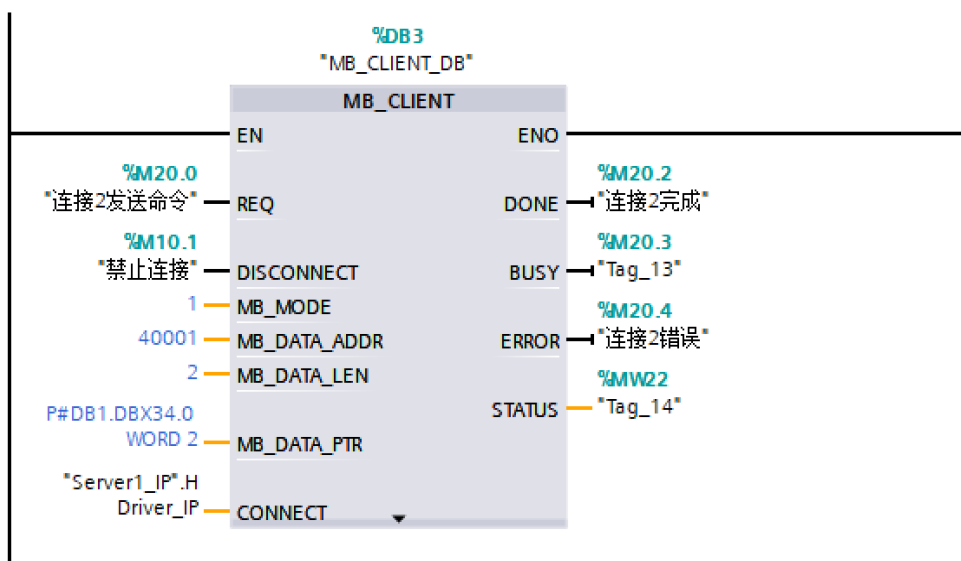 %DB3
"MB_CLIENT_DB"
MB_CLIENT
EN ENO
%M20.0 %M20.2
"连接2发送命令" REQ DONE "连接2完成"
%M10.1 %M20.3
"禁止连接" DISCONNECT BUSY "Tag_13"
1 MB_MODE %M20.4
40001 MB_DATA_ADDR ERROR "连接2错误"
2 MB_DATA_LEN %MW22
STATUS "Tag_14"
P#DB1.DBX34.0
WORD 2 MB_DATA_PTR
"Server1_IP".H
Driver_IP CONNECT